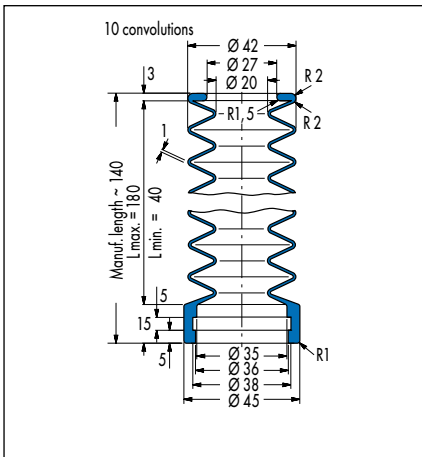 10 convolutions
Ø 42
Ø 27
Ø 20
3
R 2
R1,5
R 2
1
Manuf. length ~ 140
L max. = 180
L min. = 40
5
15
5
Ø 35
Ø 36
Ø 38
Ø 45
R1